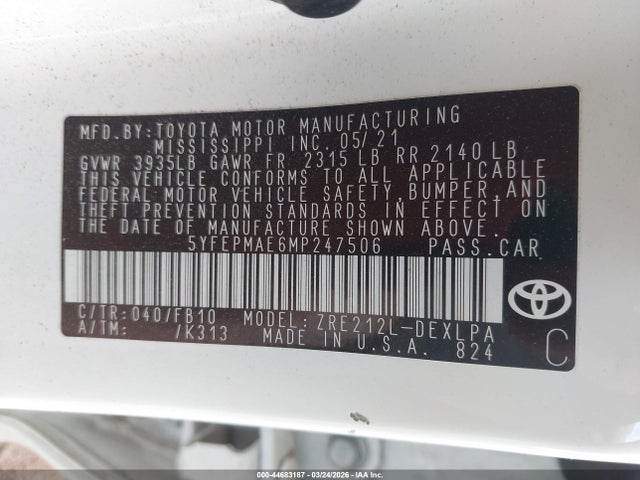 MFD. BY: TOYOTA MOTOR MANUFACTURING
MISSISSIPPI INC. 05/21
GVWR 3935LB GAWR FR 2315 LB RR 2140 LB
THIS VEHICLE CONFORMS TO ALL APPLICABLE
FEDERAL MOTOR VEHICLE SAFETY, BUMPER, AND
THEFT PREVENTION STANDARDS IN EFFECT ON
THE DATE OF MANUFACTURE SHOWN ABOVE.
5YFEPMAE6MP247506 PASS. CAR
C/TR: 040/FB10 MODEL: ZRE212L-DEXLPA
A/TM: /K313 MADE IN U.S.A. 824
C
000-44683187 - 03/24/2026 - IAA Inc.